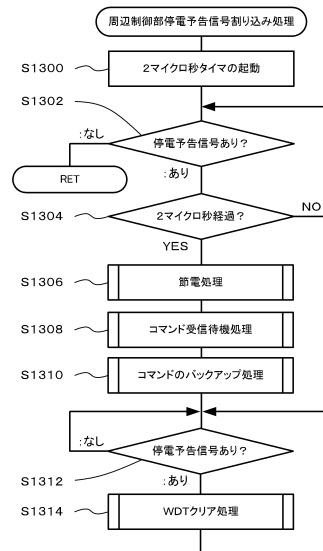 周辺制御部停電予告信号割り込み処理
S1300
2マイクロ秒タイマの起動
S1302
停電予告信号あり？
:なし
RET
:あり
S1304
2マイクロ秒経過？
NO
YES
S1306
節電処理
S1308
コマンド受信待機処理
S1310
コマンドのバックアップ処理
:なし
停電予告信号あり？
S1312
:あり
S1314
WDTクリア処理